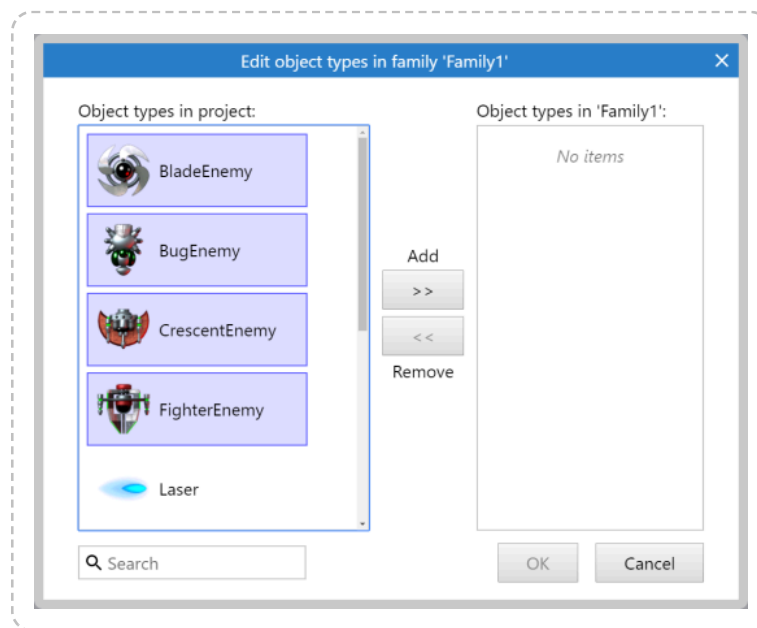 Edit object types in family 'Family1'
Object types in project:
Object types in 'Family1':
BladeEnemy
No items
BugEnemy
Add
>>
CrescentEnemy
<<
Remove
FighterEnemy
Laser
Search
OK
Cancel